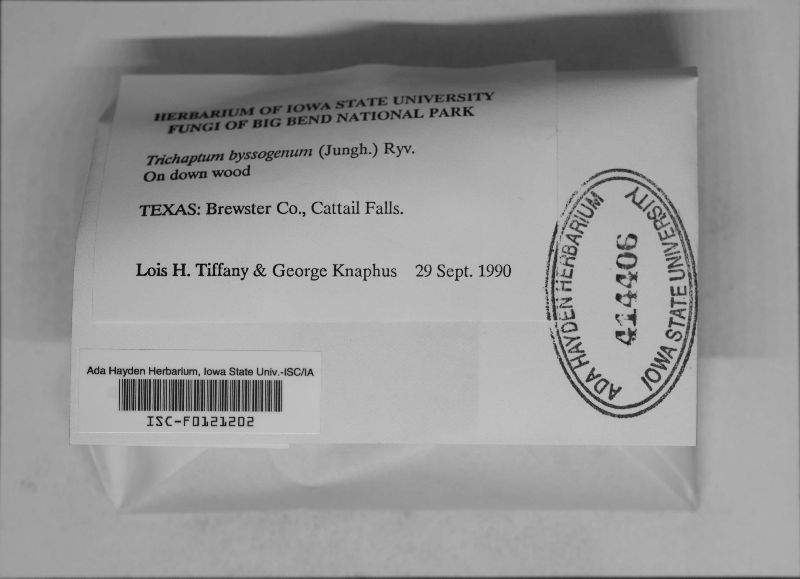 HERBARIUM OF IOWA STATE UNIVERSITY
FUNGI OF BIG BEND NATIONAL PARK
Trichaptum byssogenum (Jungh.) Ryv.
On down wood
TEXAS: Brewster Co., Cattail Falls.
Lois H. Tiffany & George Knaphus 29 Sept. 1990
ADA HAYDEN HERBARIUM
414406
IOWA STATE UNIVERSITY
Ada Hayden Herbarium, Iowa State Univ.-ISC/IA
ISC-F0121202